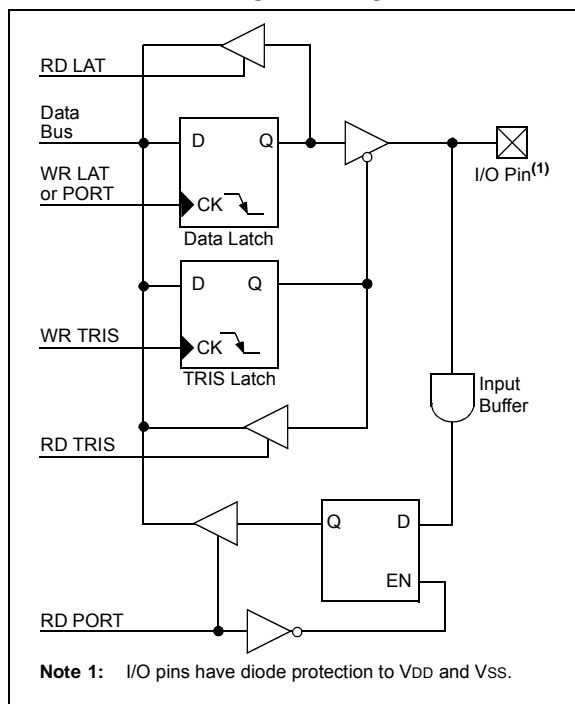 RD LAT
Data
Bus
D Q
WR LAT
or PORT
CK
Data Latch
I/O Pin(1)
D Q
WR TRIS
CK
TRIS Latch
Input
Buffer
RD TRIS
Q D
EN
RD PORT
Note 1: I/O pins have diode protection to VDD and VSS.